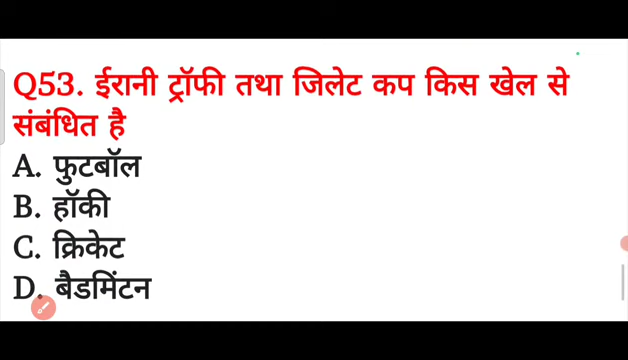 Q53. ईरानी ट्रॉफी तथा जिलेट कप किस खेल से
संबंधित है
A. फुटबॉल
B. हॉकी
C. क्रिकेट
D. बैडमिंटन